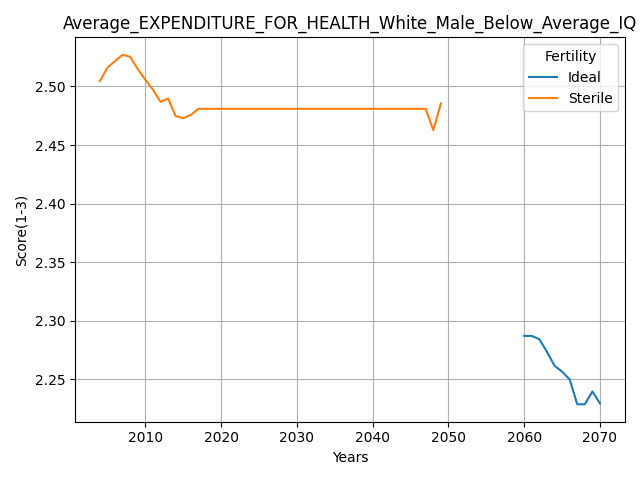 Average_EXPENDITURE_FOR_HEALTH_White_Male_Below_Average_IQ
Fertility
Ideal
Sterile
Score(1-3)
2.50
2.45
2.40
2.35
2.30
2.25
2010 2020 2030 2040 2050 2060 2070
Years